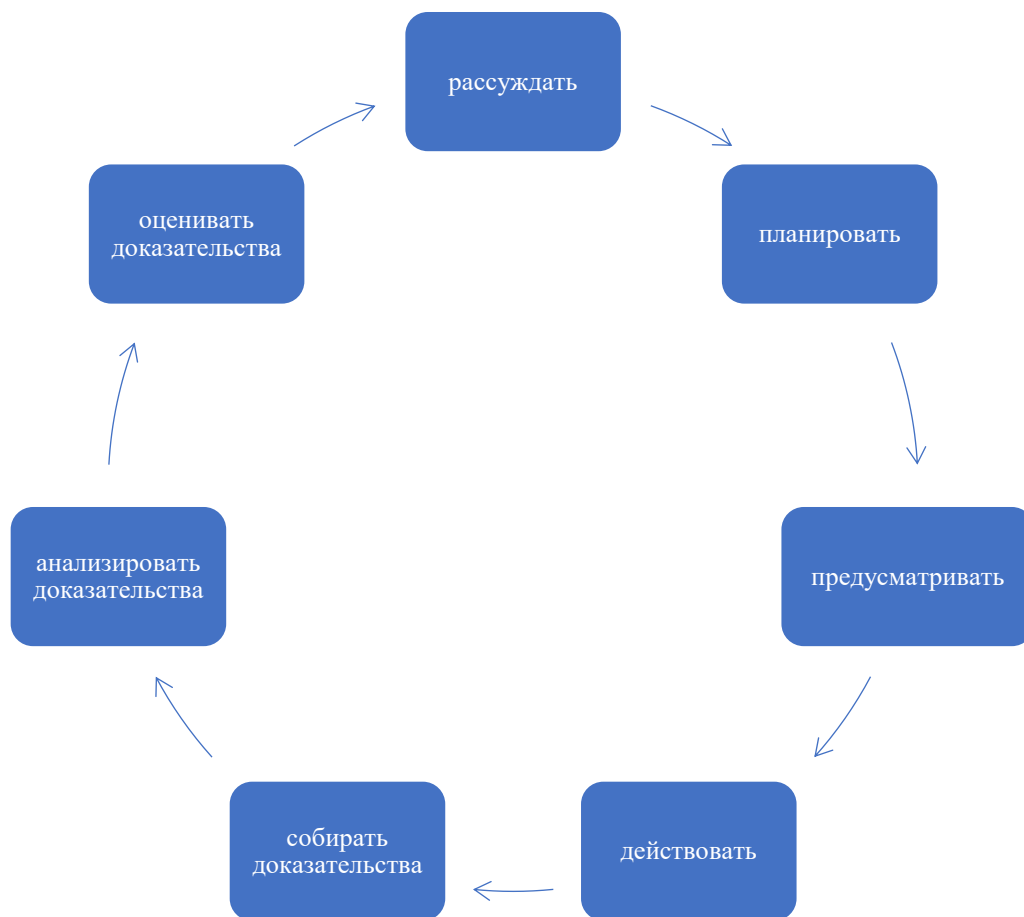 рассуждать
планировать
предусматривать
действовать
собирать
доказательства
анализировать
доказательства
оценивать
доказательства